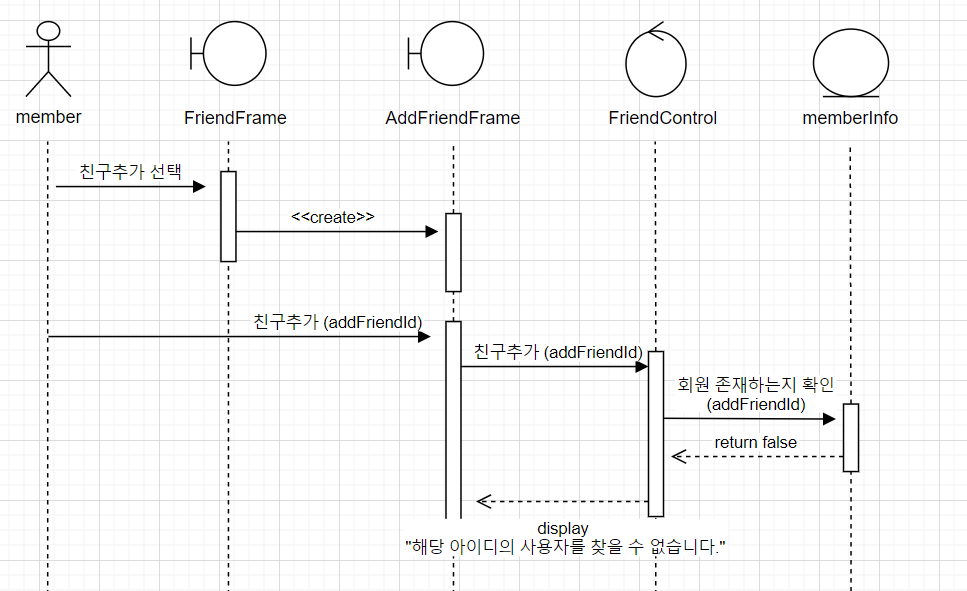 member
FriendFrame
AddFriendFrame
FriendControl
memberInfo
친구추가 선택
<<create>>
친구추가 (addFriendId)
친구추가 (addFriendId)
회원 존재하는지 확인
(addFriendId)
return false
display
"해당 아이디의 사용자를 찾을 수 없습니다."